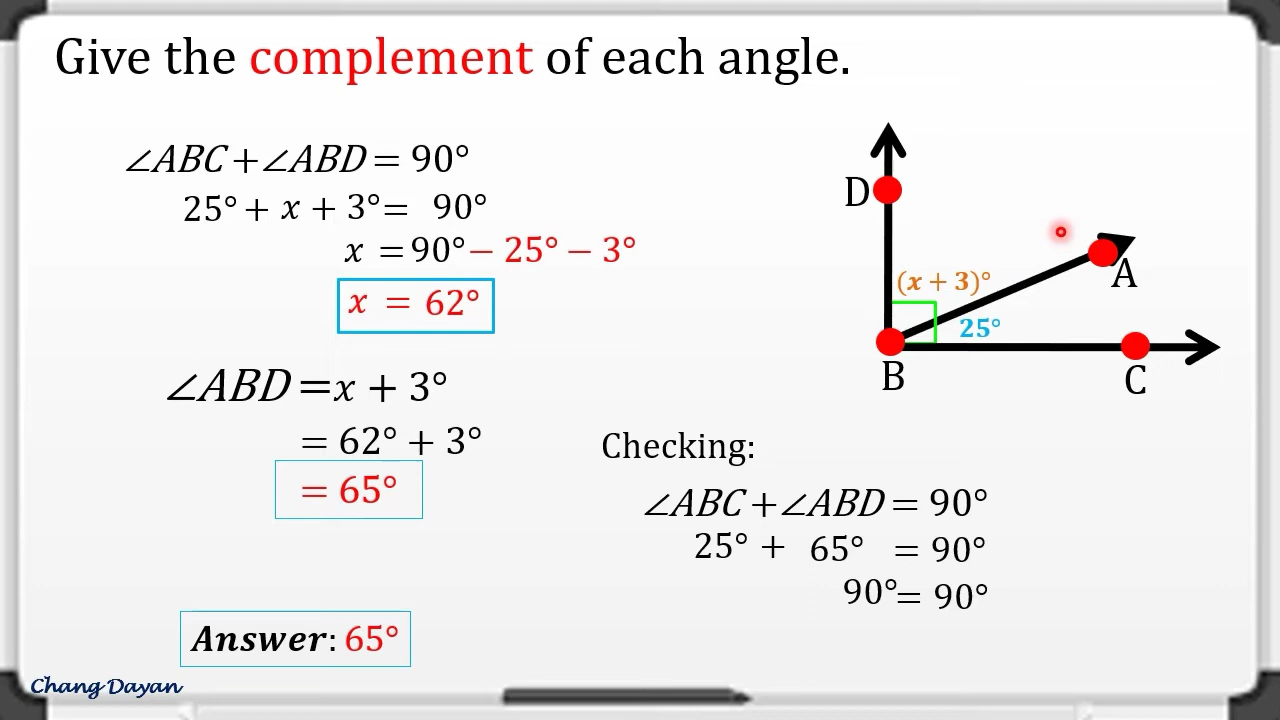 Give the complement of each angle.
∠ABC + ∠ABD = 90°
25° + x + 3° = 90°
x = 90° − 25° − 3°
x = 62°
∠ABD = x + 3°
= 62° + 3°
= 65°
Answer: 65°
D
A
(x + 3)°
25°
B
C
Checking:
∠ABC + ∠ABD = 90°
25° + 65° = 90°
90° = 90°
Chang Dayan